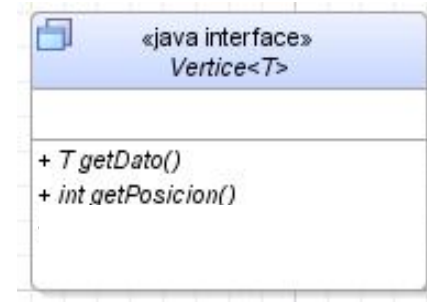 «java interface»
Vertice<T>
+ T getDato()
+ int getPosicion()